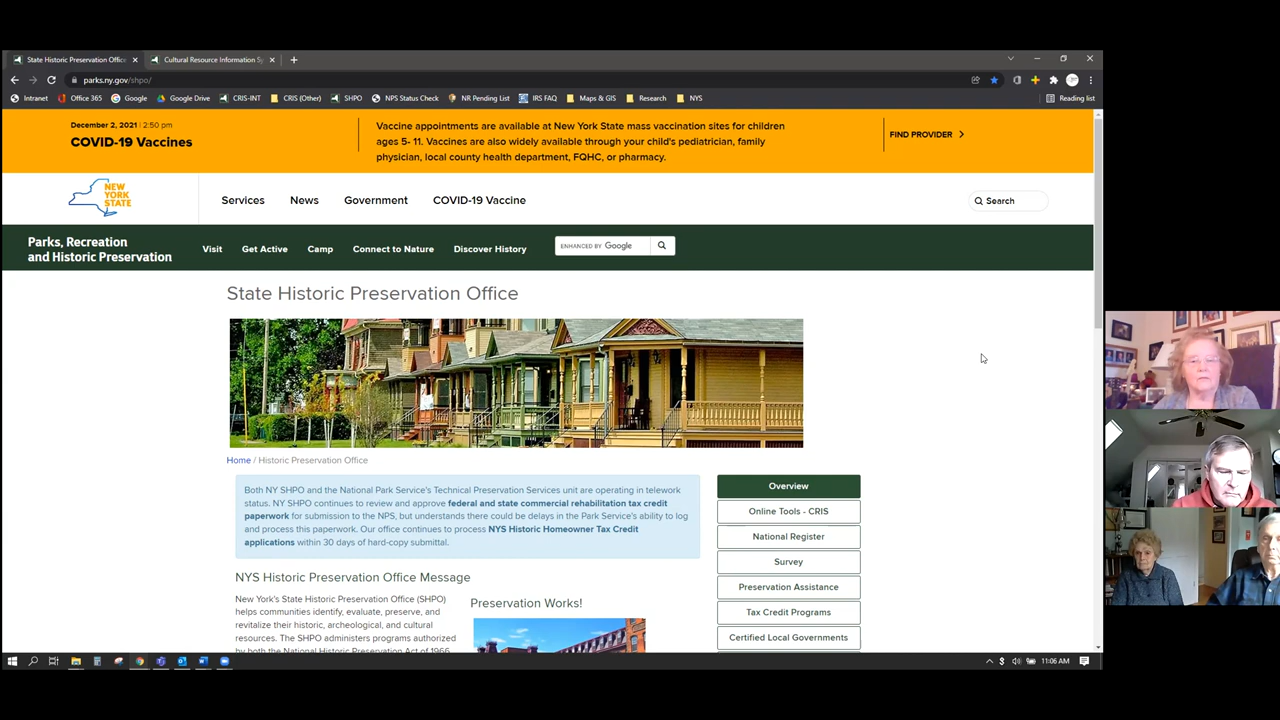 State Historic Preservation Office
Cultural Resource Information Sy
parks.ny.gov/shpo/
Intranet Office 365 Google Google Drive CRIS-INT CRIS (Other) SHPO NPS Status Check NR Pending List IRS FAQ Maps & GIS Research NYS Reading list
December 2, 2021 | 2:50 pm
COVID-19 Vaccines
Vaccine appointments are available at New York State mass vaccination sites for children
ages 5- 11. Vaccines are also widely available through your child's pediatrician, family
physician, local county health department, FQHC, or pharmacy.
FIND PROVIDER
NEW
YORK
STATE
Services News Government COVID-19 Vaccine
Search
Parks, Recreation
and Historic Preservation
Visit Get Active Camp Connect to Nature Discover History
ENHANCED BY Google
State Historic Preservation Office
Home / Historic Preservation Office
Both NY SHPO and the National Park Service's Technical Preservation Services unit are operating in telework
status. NY SHPO continues to review and approve federal and state commercial rehabilitation tax credit
paperwork for submission to the NPS, but understands there could be delays in the Park Service's ability to log
and process this paperwork. Our office continues to process NYS Historic Homeowner Tax Credit
applications within 30 days of hard-copy submittal.
NYS Historic Preservation Office Message
New York's State Historic Preservation Office (SHPO)
helps communities identify, evaluate, preserve, and
revitalize their historic, archeological, and cultural
resources. The SHPO administers programs authorized
by both the National Historic Preservation Act of 1966
Preservation Works!
Overview
Online Tools - CRIS
National Register
Survey
Preservation Assistance
Tax Credit Programs
Certified Local Governments
11:06 AM